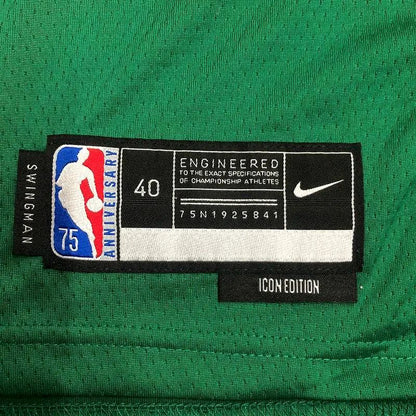 SWINGMAN
75
ANNIVERSARY
40
ENGINEERED
TO THE EXACT SPECIFICATIONS
OF CHAMPIONSHIP ATHLETES
75N1925841
ICON EDITION